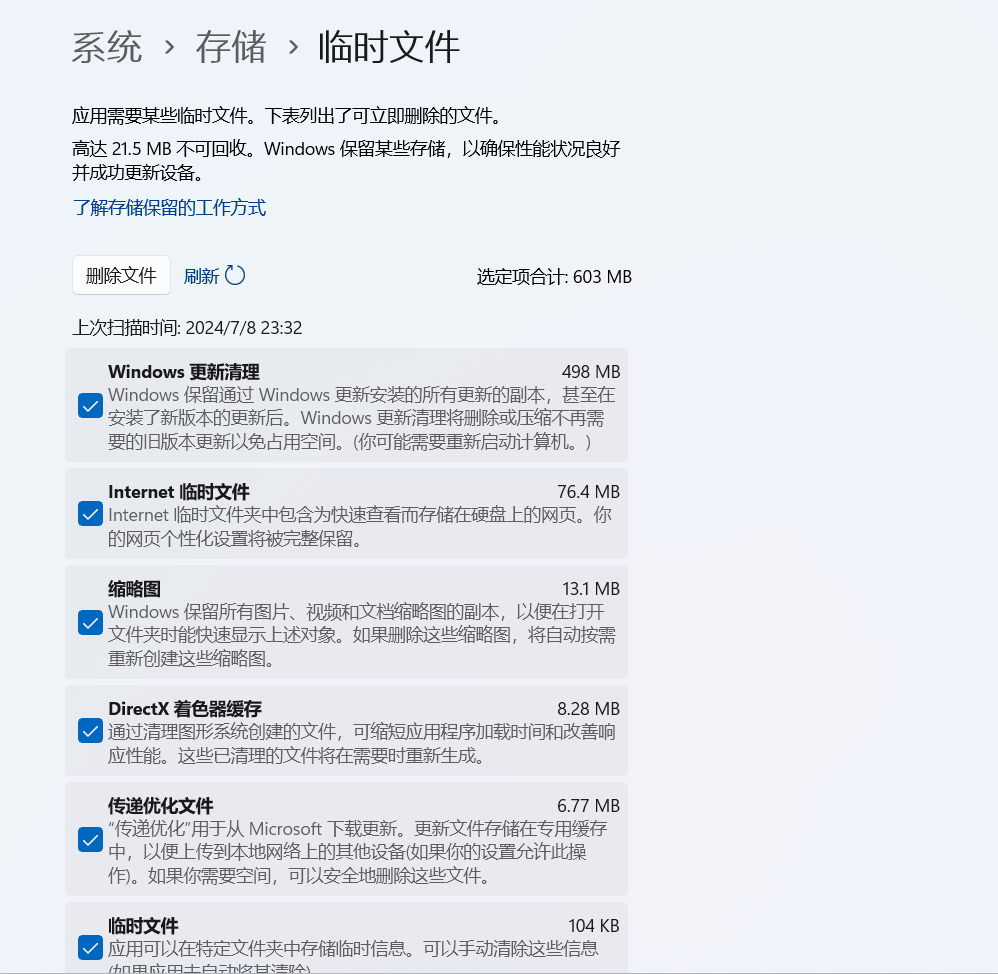 系统 › 存储 › 临时文件
应用需要某些临时文件。下表列出了可立即删除的文件。
高达 21.5 MB 不可回收。Windows 保留某些存储，以确保性能状况良好
并成功更新设备。
了解存储保留的工作方式
删除文件 刷新 选定项合计: 603 MB
上次扫描时间: 2024/7/8 23:32
Windows 更新清理 498 MB
Windows 保留通过 Windows 更新安装的所有更新的副本，甚至在
安装了新版本的更新后。Windows 更新清理将删除或压缩不再需
要的旧版本更新以免占用空间。(你可能需要重新启动计算机。)
Internet 临时文件 76.4 MB
Internet 临时文件夹中包含为快速查看而存储在硬盘上的网页。你
的网页个性化设置将被完整保留。
缩略图 13.1 MB
Windows 保留所有图片、视频和文档缩略图的副本，以便在打开
文件夹时能快速显示上述对象。如果删除这些缩略图，将自动按需
重新创建这些缩略图。
DirectX 着色器缓存 8.28 MB
通过清理图形系统创建的文件，可缩短应用程序加载时间和改善响
应性能。这些已清理的文件将在需要时重新生成。
传递优化文件 6.77 MB
“传递优化”用于从 Microsoft 下载更新。更新文件存储在专用缓存
中，以便上传到本地网络上的其他设备(如果你的设置允许此操
作)。如果你需要空间，可以安全地删除这些文件。
临时文件 104 KB
应用可以在特定文件夹中存储临时信息。可以手动清除这些信息
(如果应用未自动将其清除)